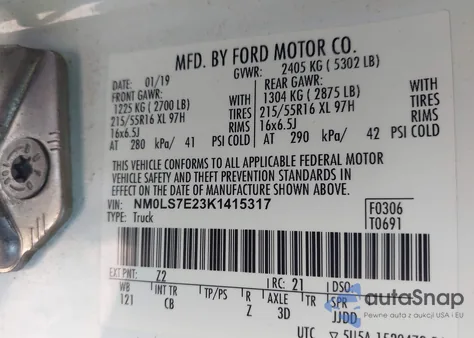 MFD. BY FORD MOTOR CO.
DATE: 01/19 GVWR: 2405 KG ( 5302 LB)
FRONT GAWR: REAR GAWR:
1225 KG ( 2700 LB) WITH 1304 KG ( 2875 LB) WITH
215/55R16 XL 97H TIRES 215/55R16 XL 97H TIRES
16x6.5J RIMS 16x6.5J RIMS
AT 280 kPa/ 41 PSI COLD AT 290 kPa/ 42 PSI COLD
THIS VEHICLE CONFORMS TO ALL APPLICABLE FEDERAL MOTOR
VEHICLE SAFETY AND THEFT PREVENTION STANDARDS IN
EFFECT ON THE DATE OF MANUFACTURE SHOWN ABOVE.
VIN: NM0LS7E23K1415317 F0306
TYPE: Truck T0691
EXT PNT: Z2 RC: 21 DSO:
WB INT TR TP/PS R AXLE TR SPR
121 CB Z 3D JJDD
autoSnap
Pewne auta z aukcji USA i EU
UTC